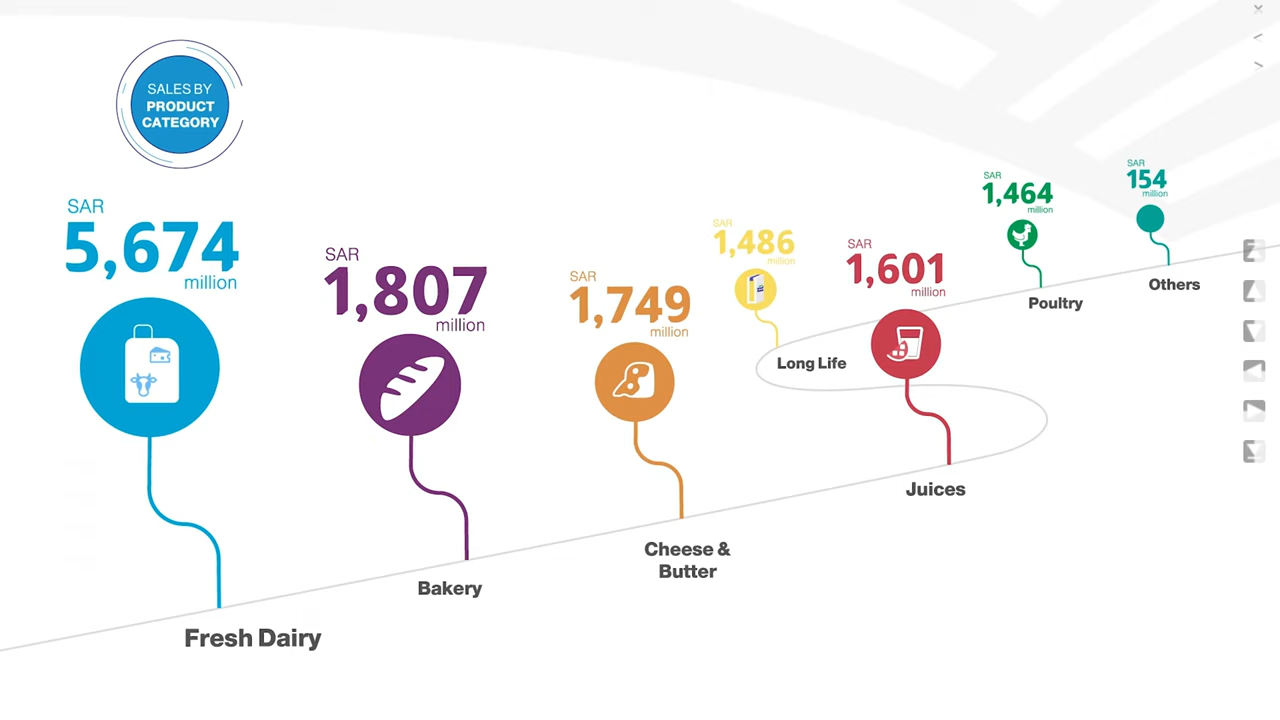 SALES BY
PRODUCT
CATEGORY
SAR
5,674
million
Fresh Dairy
SAR
1,807
million
Bakery
SAR
1,749
million
Cheese &
Butter
SAR
1,486
million
Long Life
SAR
1,601
million
Juices
SAR
1,464
million
Poultry
SAR
154
million
Others